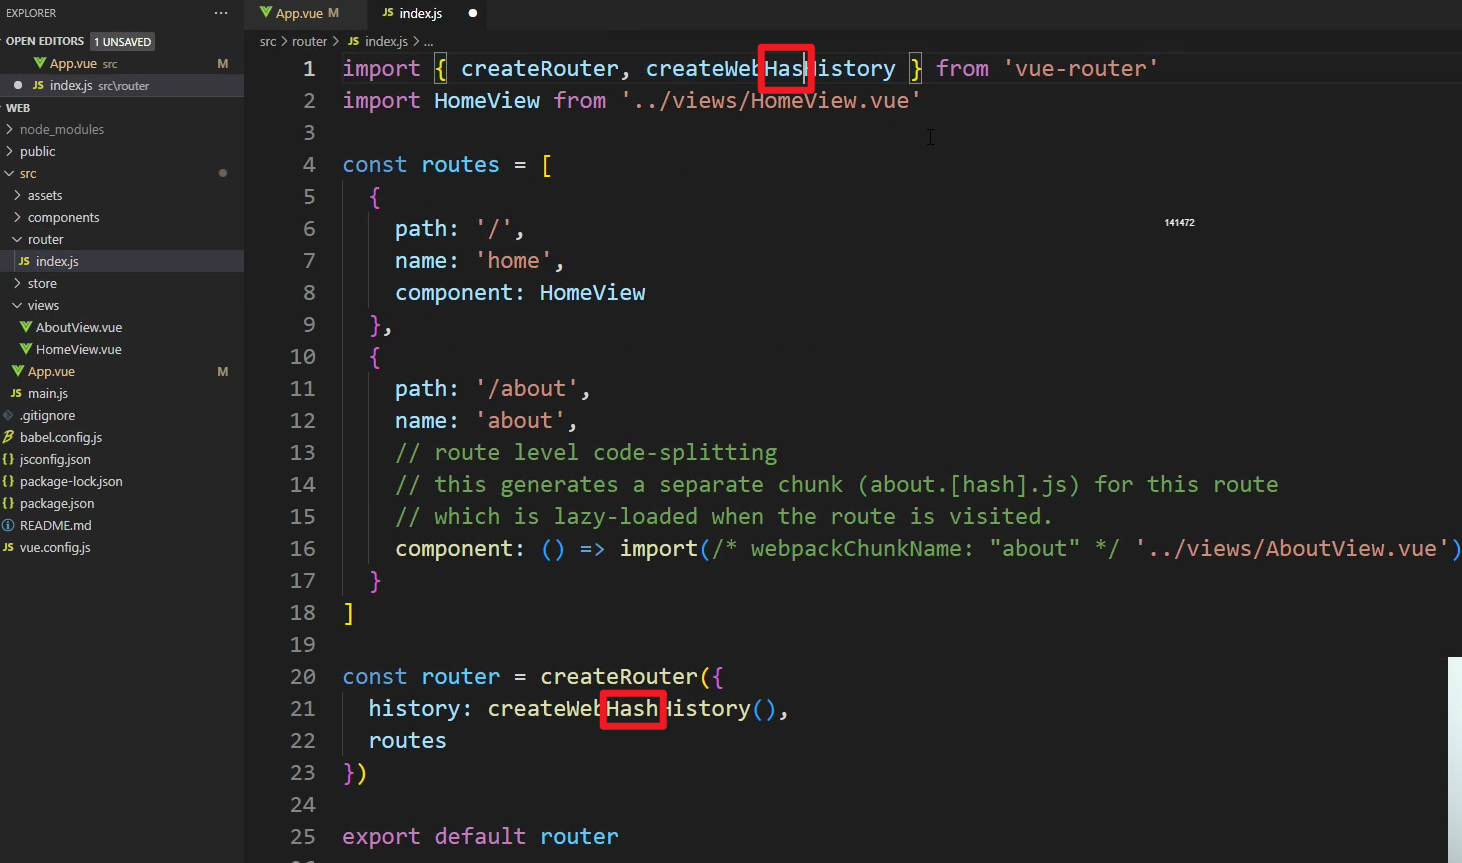 EXPLORER ...
OPEN EDITORS 1 UNSAVED
App.vue src M
index.js src\router
WEB
node_modules
public
src
assets
components
router
index.js
store
views
AboutView.vue
HomeView.vue
App.vue M
main.js
.gitignore
babel.config.js
jsconfig.json
package-lock.json
package.json
README.md
vue.config.js
App.vue M JS index.js
src > router > JS index.js > ...
1 import { createRouter, createWebHasHistory } from 'vue-router'
2 import HomeView from '../views/HomeView.vue'
3
4 const routes = [
5 {
6 path: '/',
7 name: 'home',
8 component: HomeView
9 },
10 {
11 path: '/about',
12 name: 'about',
13 // route level code-splitting
14 // this generates a separate chunk (about.[hash].js) for this route
15 // which is lazy-loaded when the route is visited.
16 component: () => import(/* webpackChunkName: "about" */ '../views/AboutView.vue')
17 }
18 ]
19
20 const router = createRouter({
21 history: createWebHashHistory(),
22 routes
23 })
24
25 export default router
141472